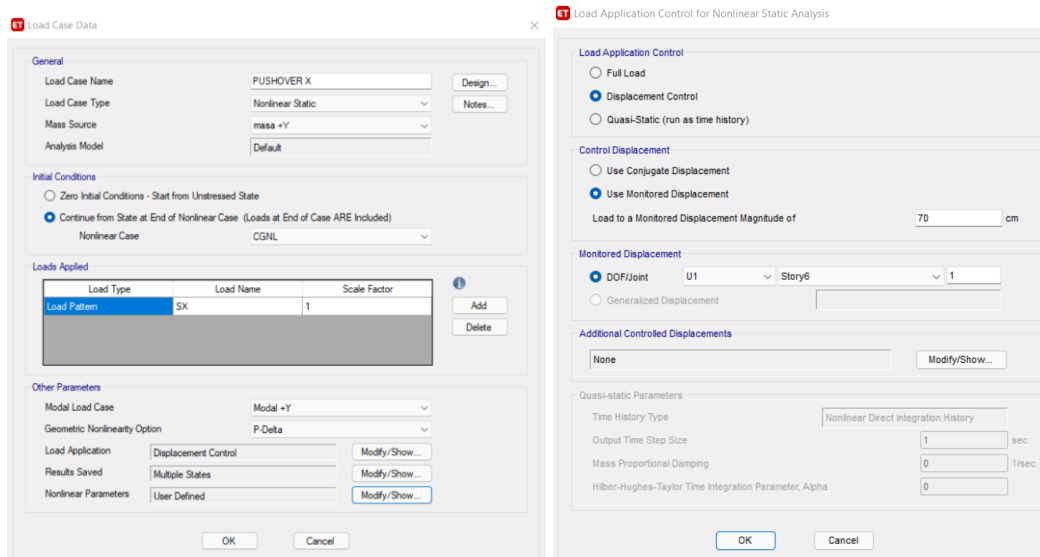 ET Load Case Data
General
Load Case Name PUSHOVER X Design...
Load Case Type Nonlinear Static Notes...
Mass Source masa +Y
Analysis Model Default
Initial Conditions
Zero Initial Conditions - Start from Unstressed State
Continue from State at End of Nonlinear Case (Loads at End of Case ARE Included)
Nonlinear Case CGNL
Loads Applied
Load Type Load Name Scale Factor
Load Pattern SX 1
Add
Delete
Other Parameters
Modal Load Case Modal +Y
Geometric Nonlinearity Option P-Delta
Load Application Displacement Control Modify/Show...
Results Saved Multiple States Modify/Show...
Nonlinear Parameters User Defined Modify/Show...
OK Cancel
ET Load Application Control for Nonlinear Static Analysis
Load Application Control
Full Load
Displacement Control
Quasi-Static (run as time history)
Control Displacement
Use Conjugate Displacement
Use Monitored Displacement
Load to a Monitored Displacement Magnitude of 70 cm
Monitored Displacement
DOF/Joint U1 Story6 1
Generalized Displacement
Additional Controlled Displacements
None Modify/Show...
Quasi-static Parameters
Time History Type Nonlinear Direct Integration History
Output Time Step Size 1 sec
Mass Proportional Damping 0 1/sec
Hilber-Hughes-Taylor Time Integration Parameter, Alpha 0
OK Cancel